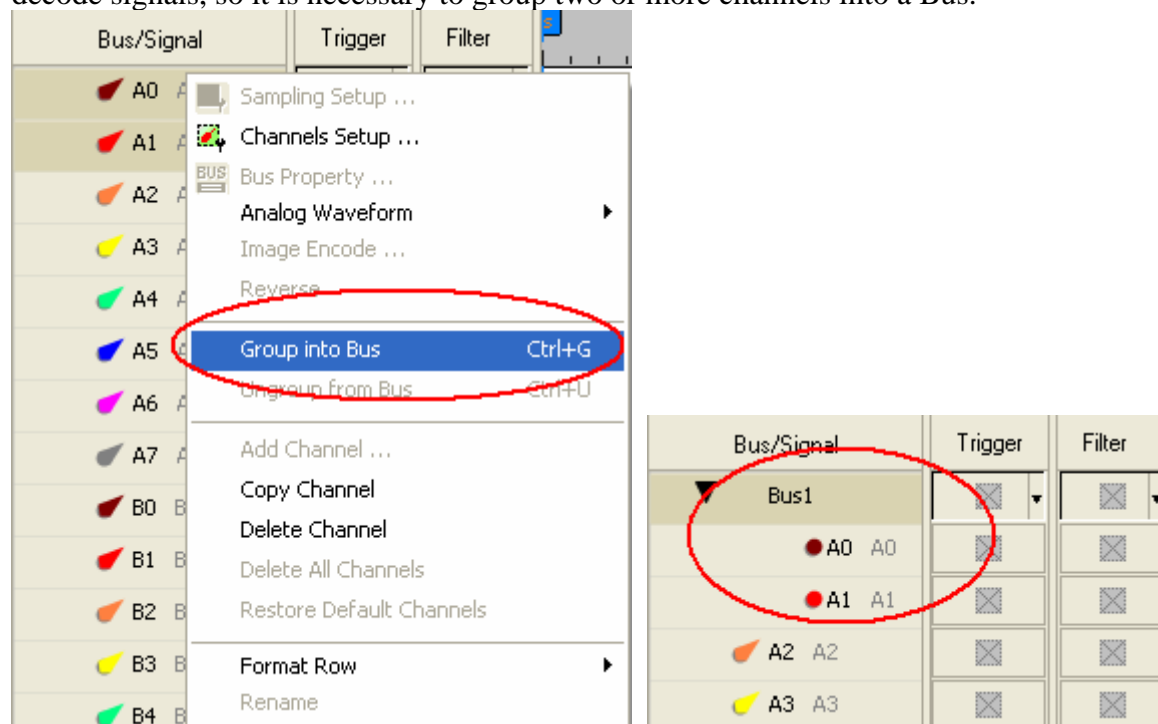 decode signals, so it is necessary to group two or more channels into a Bus.
Bus/Signal Trigger Filter
A0 A
Sampling Setup ...
A1 A
Channels Setup ...
BUS Bus Property ...
A2 A
Analog Waveform
A3 A
Image Encode ...
A4 A
Reverse
A5
Group into Bus Ctrl+G
A6 A
Ungroup from Bus Ctrl+U
A7 A
Add Channel ...
Copy Channel
B0 B
Delete Channel
B1 B
Delete All Channels
B2 B
Restore Default Channels
B3 B
Format Row
Rename
B4 B
Bus/Signal Trigger Filter
Bus1
A0 A0
A1 A1
A2 A2
A3 A3